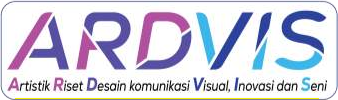 ARDVIS
Artistik Riset Desain komunikasi Visual, Inovasi dan Seni